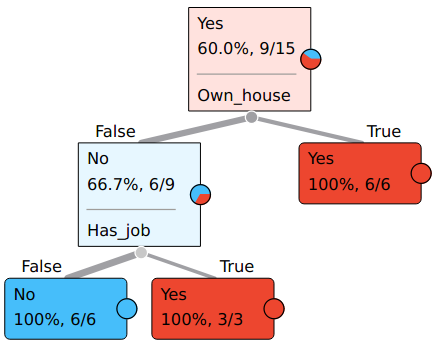 Yes
60.0%, 9/15
Own_house
False
True
No
66.7%, 6/9
Has_job
Yes
100%, 6/6
False
True
No
100%, 6/6
Yes
100%, 3/3